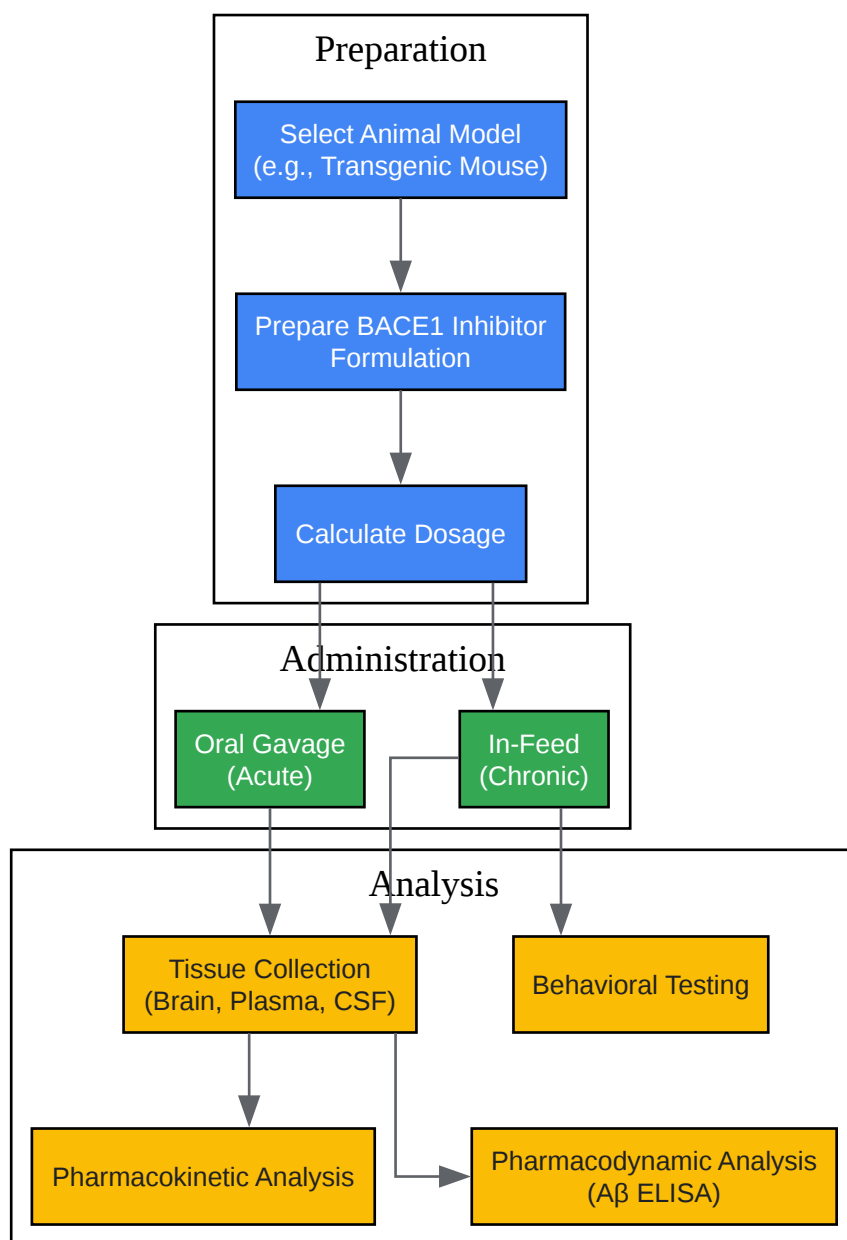 Preparation
Select Animal Model
(e.g., Transgenic Mouse)
Prepare BACE1 Inhibitor
Formulation
Calculate Dosage
Administration
Oral Gavage
(Acute)
In-Feed
(Chronic)
Analysis
Tissue Collection
(Brain, Plasma, CSF)
Behavioral Testing
Pharmacokinetic Analysis
Pharmacodynamic Analysis
(Aβ ELISA)